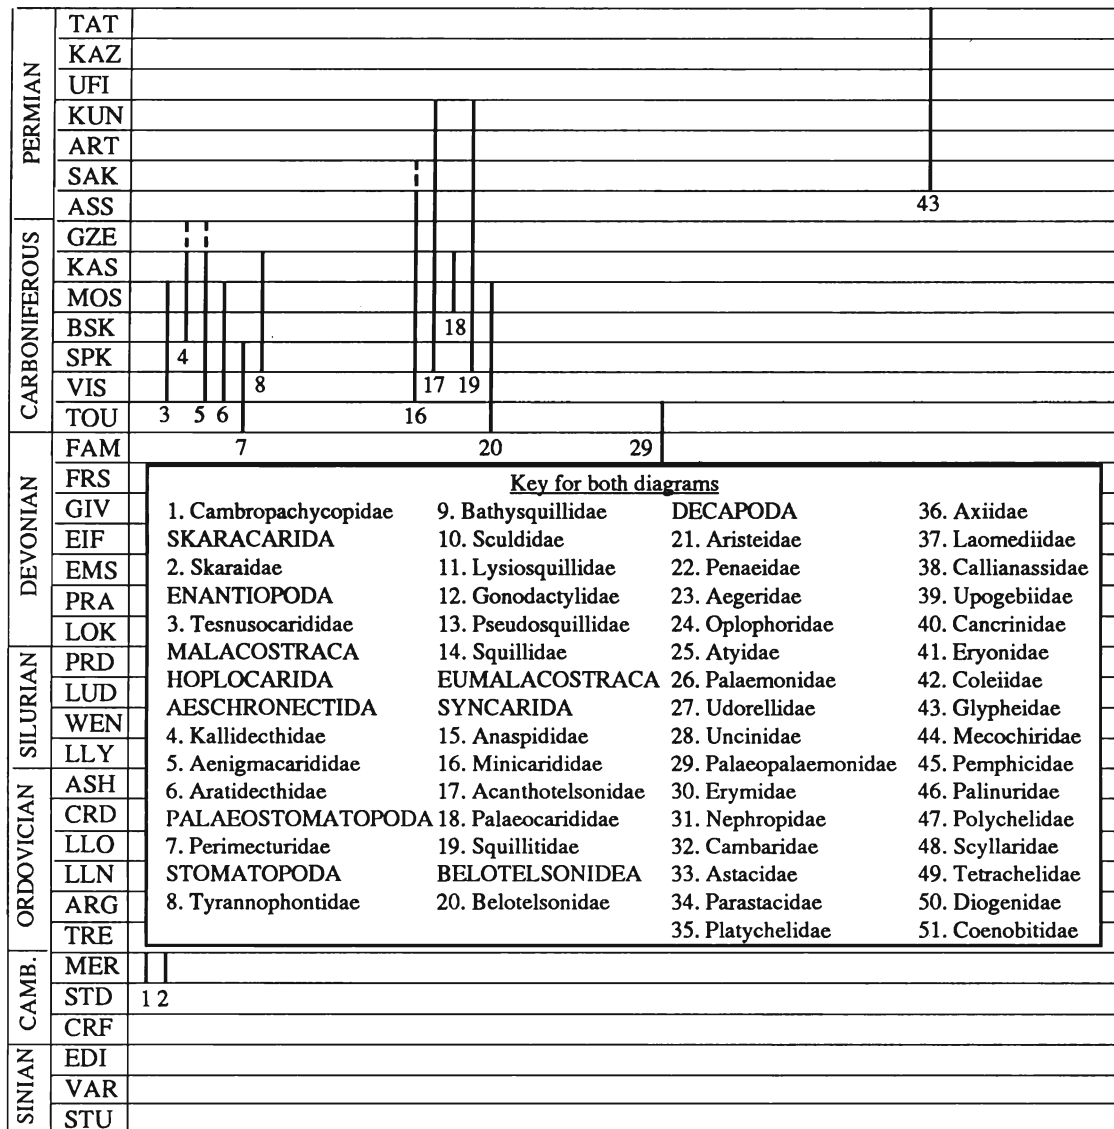 PERMIAN
TAT
KAZ
UFI
KUN
ART
SAK
ASS
43
CARBONIFEROUS
GZE
KAS
MOS
BSK
18
SPK
4
VIS
8
17
19
TOU
3
5
6
16
DEVONIAN
FAM
7
20
29
FRS
GIV
EIF
EMS
PRA
LOK
SILURIAN
PRD
LUD
WEN
LLY
ORDOVICIAN
ASH
CRD
LLO
LLN
ARG
TRE
CAMB.
MER
STD
1 2
CRF
SINIAN
EDI
VAR
STU
Key for both diagrams
1. Cambropachycopidae
SKARACARIDA
2. Skaraidae
ENANTIOPODA
3. Tesnusocarididae
MALACOSTRACA
HOPLOCARIDA
AESCHRONECTIDA
4. Kallidecthidae
5. Aenigmacarididae
6. Aratidecthidae
PALAEOSTOMATOPODA
7. Perimecturidae
STOMATOPODA
8. Tyrannophontidae
9. Bathysquillidae
10. Sculdidae
11. Lysiosquillidae
12. Gonodactylidae
13. Pseudosquillidae
14. Squillidae
EUMALACOSTRACA
SYNCARIDA
15. Anaspididae
16. Minicarididae
17. Acanthotelsonidae
18. Palaeocarididae
19. Squillitidae
BELOTELSONIDEA
20. Belotelsonidae
DECAPODA
21. Aristeidae
22. Penaeidae
23. Aegeridae
24. Oplophoridae
25. Atyidae
26. Palaemonidae
27. Udorellidae
28. Uncinidae
29. Palaeopalaemonidae
30. Erymidae
31. Nephropidae
32. Cambaridae
33. Astacidae
34. Parastacidae
35. Platychelidae
36. Axiidae
37. Laomediidae
38. Callianassidae
39. Upogebiidae
40. Cancrinidae
41. Eryonidae
42. Coleiidae
43. Glypheidae
44. Mecochiridae
45. Pemphicidae
46. Palinuridae
47. Polychelidae
48. Scyllaridae
49. Tetrachelidae
50. Diogenidae
51. Coenobitidae